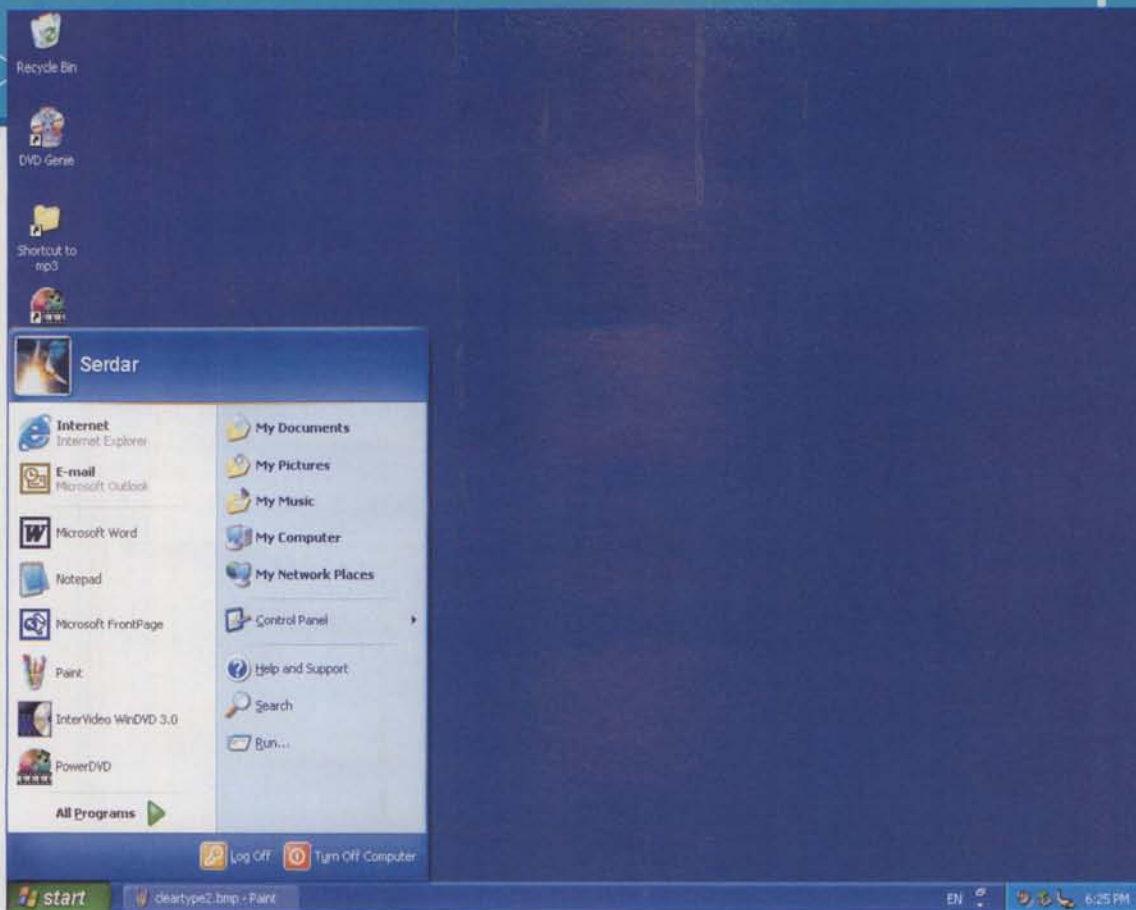 Recycle Bin
DVD Genie
Shortcut to
mp3
Serdar
Internet
Internet Explorer
E-mail
Microsoft Outlook
Microsoft Word
Notepad
Microsoft FrontPage
Paint
InterVideo WinDVD 3.0
PowerDVD
All Programs
My Documents
My Pictures
My Music
My Computer
My Network Places
Control Panel
Help and Support
Search
Run...
Log Off
Turn Off Computer
start
cleartype2.bmp - Paint
EN
6:25 PM